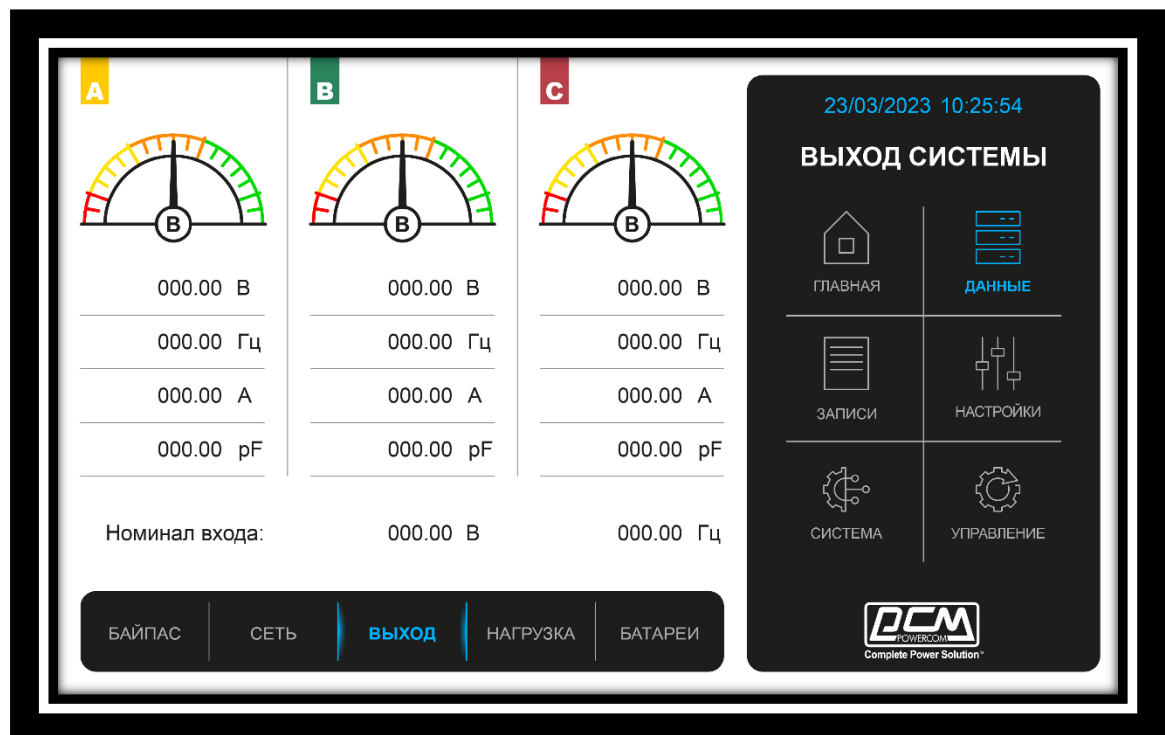 A B C
В В В
000.00 В 000.00 В 000.00 В
000.00 Гц 000.00 Гц 000.00 Гц
000.00 А 000.00 А 000.00 А
000.00 pF 000.00 pF 000.00 pF
Номинал входа: 000.00 В 000.00 Гц
БАЙПАС СЕТЬ ВЫХОД НАГРУЗКА БАТАРЕИ
23/03/2023 10:25:54
ВЫХОД СИСТЕМЫ
ГЛАВНАЯ ДАННЫЕ
ЗАПИСИ НАСТРОЙКИ
СИСТЕМА УПРАВЛЕНИЕ
PCM
POWERCOM
Complete Power Solution™